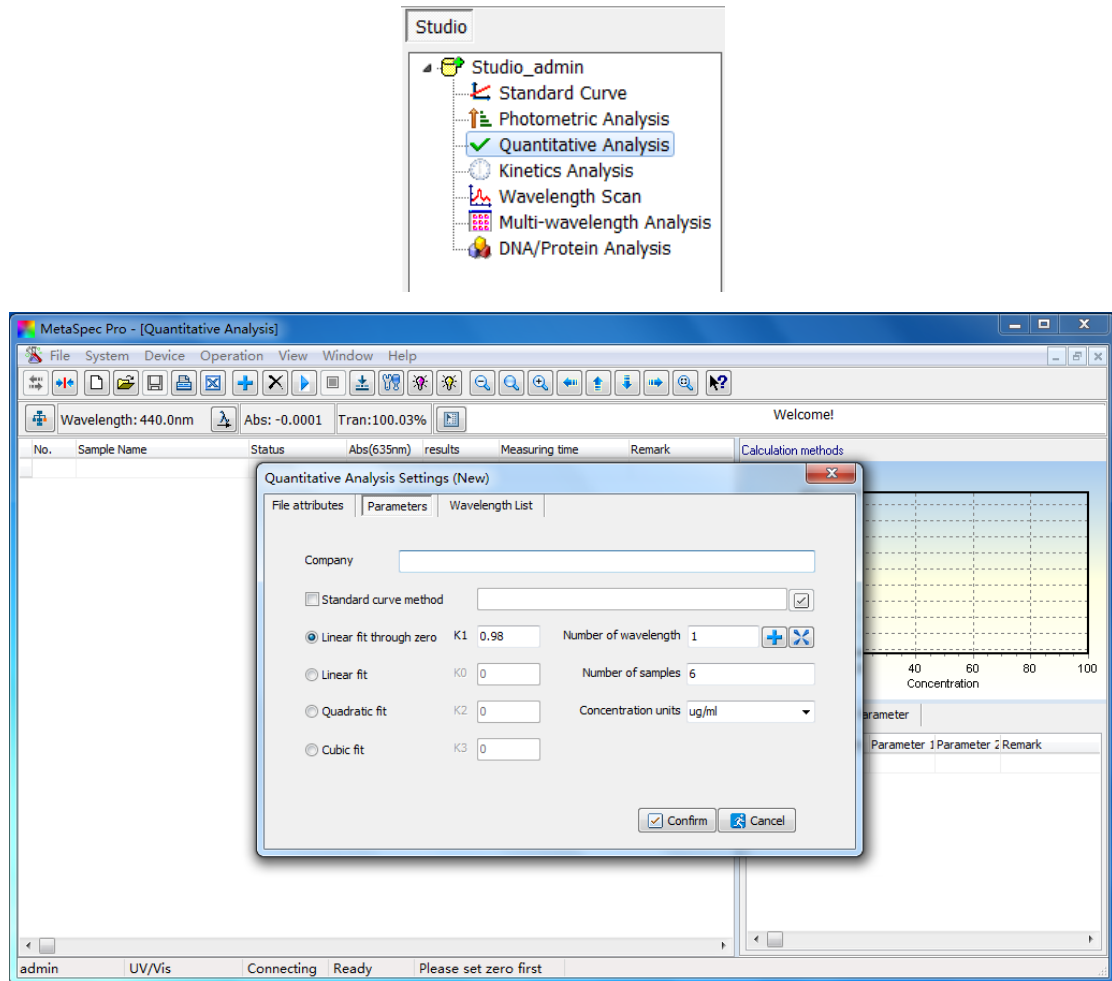 Studio
Studio_admin
Standard Curve
Photometric Analysis
Quantitative Analysis
Kinetics Analysis
Wavelength Scan
Multi-wavelength Analysis
DNA/Protein Analysis
MetaSpec Pro - [Quantitative Analysis]
File System Device Operation View Window Help
Wavelength: 440.0nm Abs: -0.0001 Tran:100.03% Welcome!
No. Sample Name Status Abs(635nm) results Measuring time Remark Calculation methods
Quantitative Analysis Settings (New)
File attributes Parameters Wavelength List
Company
Standard curve method
Linear fit through zero K1 0.98 Number of wavelength 1
Linear fit K0 0 Number of samples 6
Quadratic fit K2 0 Concentration units ug/ml
Cubic fit K3 0
Confirm Cancel
40 60 80 100
Concentration
arameter
Parameter 1 Parameter 2 Remark
admin UV/Vis Connecting Ready Please set zero first